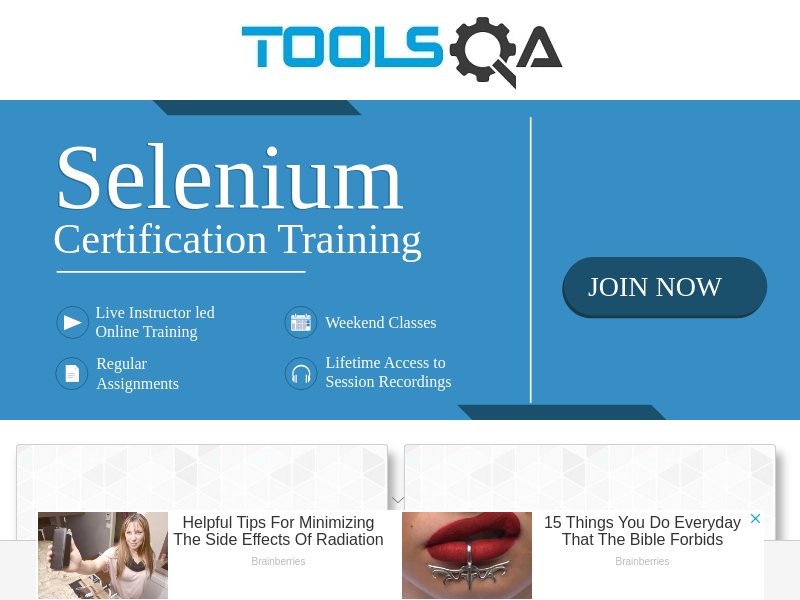 TOOLSQA
Selenium
Certification Training
JOIN NOW
Live Instructor led
Online Training
Weekend Classes
Regular
Assignments
Lifetime Access to
Session Recordings
Helpful Tips For Minimizing
The Side Effects Of Radiation
Brainberries
15 Things You Do Everyday
That The Bible Forbids
Brainberries